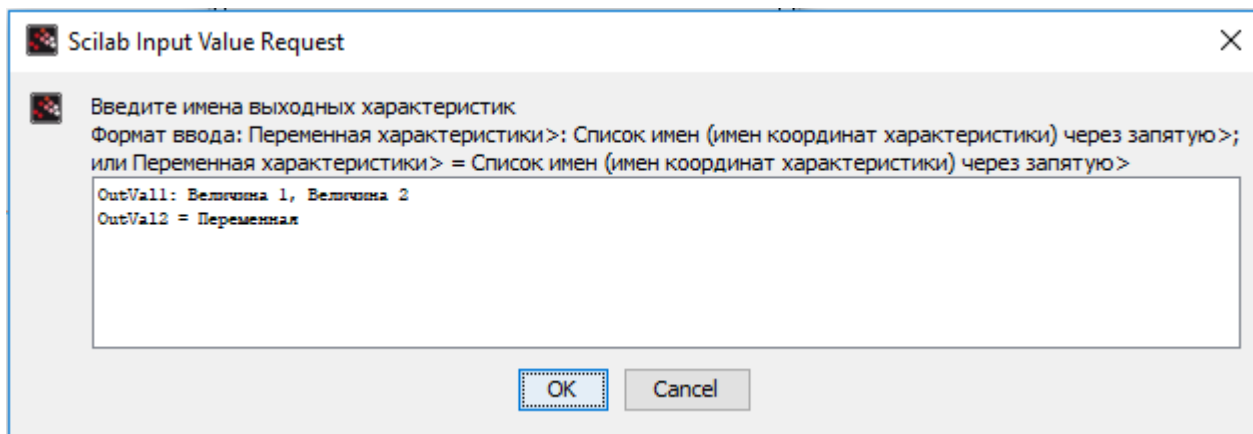 Scilab Input Value Request
Введите имена выходных характеристик
Формат ввода: Переменная характеристики>: Список имен (имен координат характеристики) через запятую>;
или Переменная характеристики> = Список имен (имен координат характеристики) через запятую>
OutVal1: Величина 1, Величина 2
OutVal2 = Переменная
OK Cancel